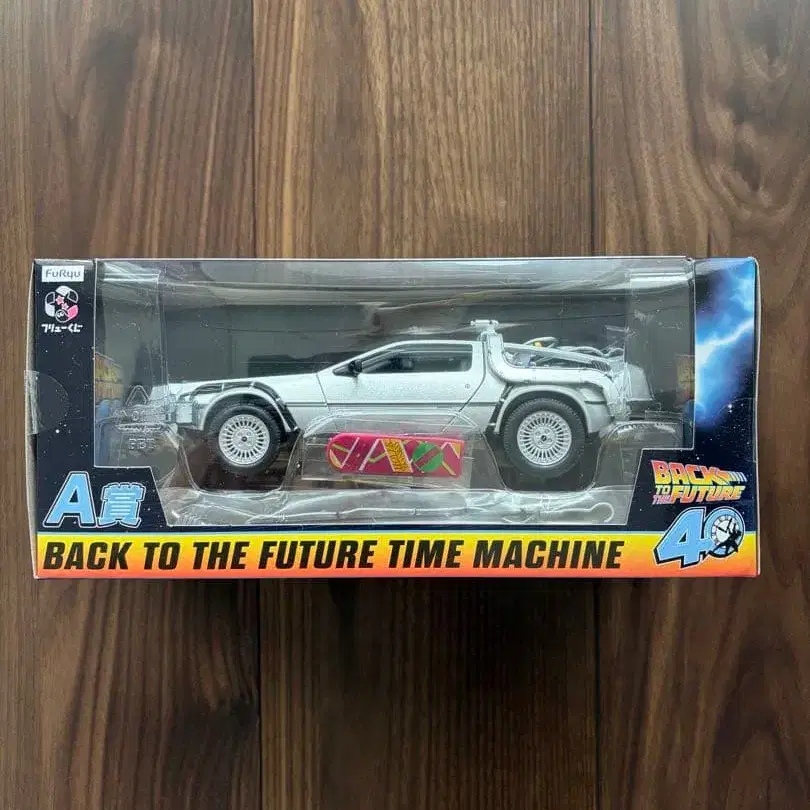 FuRyu
フリューくじ
PET
A賞
BACK
TO THE FUTURE
40
BACK TO THE FUTURE TIME MACHINE